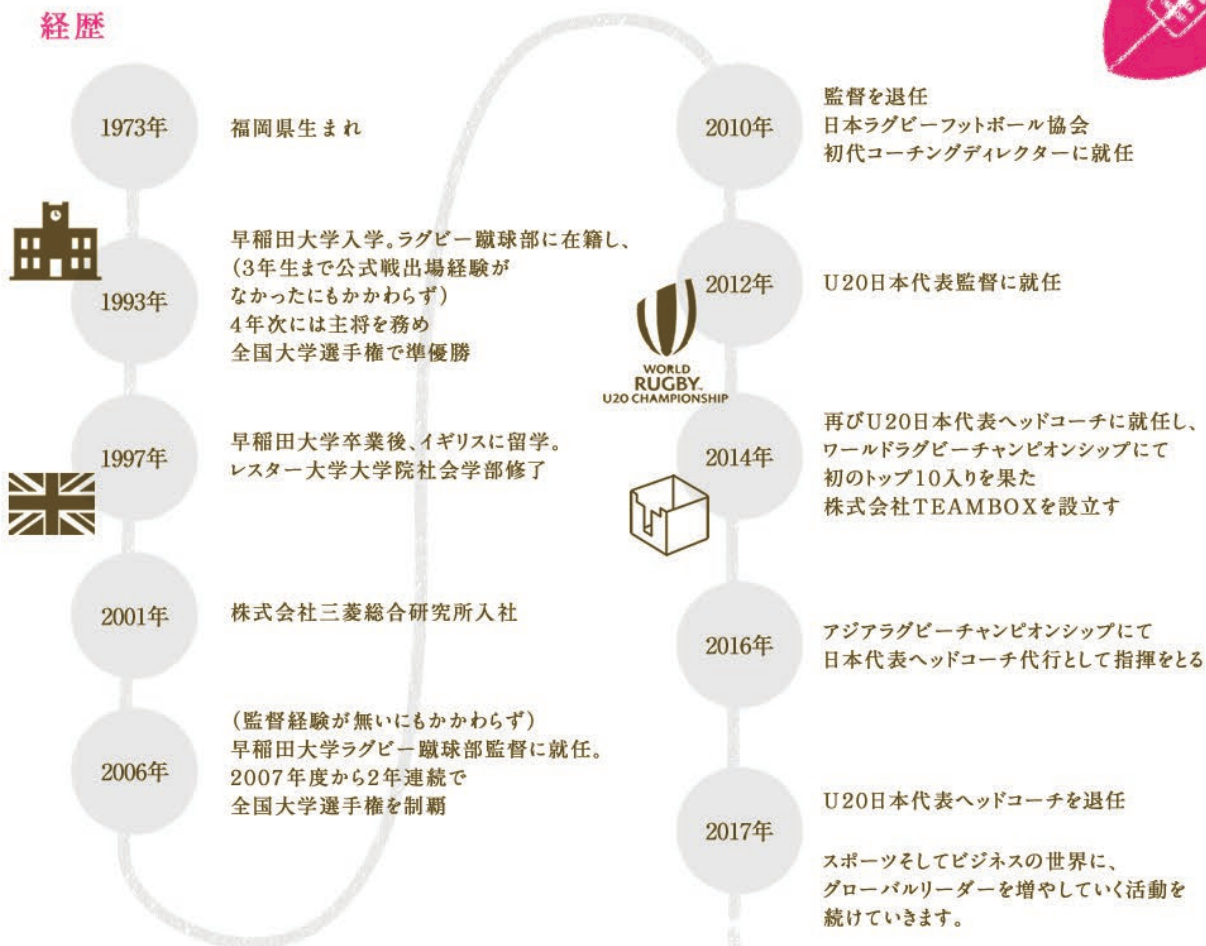 経歴
1973年
福岡県生まれ
1993年
早稲田大学入学。ラグビー蹴球部に在籍し、
（3年生まで公式戦出場経験が
なかったにもかかわらず）
4年次には主将を務め
全国大学選手権で準優勝
1997年
早稲田大学卒業後、イギリスに留学。
レスター大学大学院社会学部修了
2001年
株式会社三菱総合研究所入社
2006年
（監督経験が無いにもかかわらず）
早稲田大学ラグビー蹴球部監督に就任。
2007年度から2年連続で
全国大学選手権を制覇
2010年
監督を退任
日本ラグビーフットボール協会
初代コーチングディレクターに就任
2012年
U20日本代表監督に就任
WORLD
RUGBY™
U20 CHAMPIONSHIP
2014年
再びU20日本代表ヘッドコーチに就任し、
ワールドラグビーチャンピオンシップにて
初のトップ10入りを果た
株式会社TEAMBOXを設立す
2016年
アジアラグビーチャンピオンシップにて
日本代表ヘッドコーチ代行として指揮をとる
2017年
U20日本代表ヘッドコーチを退任
スポーツそしてビジネスの世界に、
グローバルリーダーを増やしていく活動を
続けていきます。